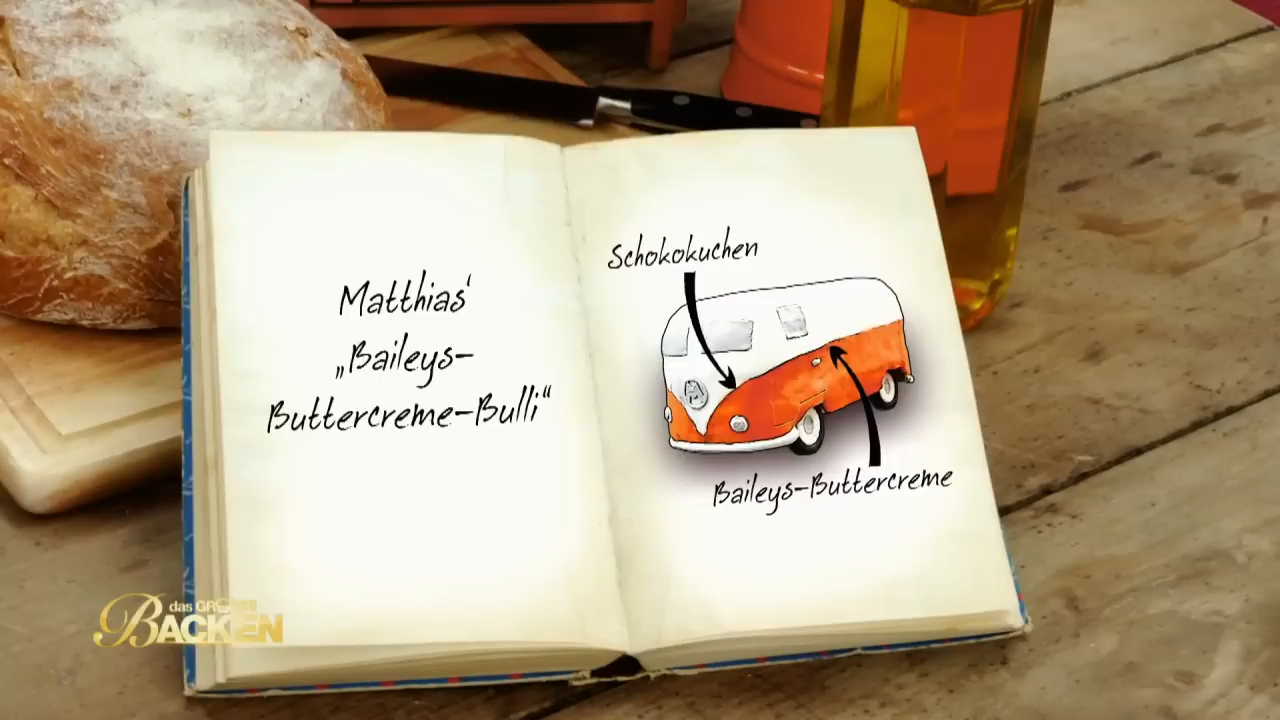 Matthias'
„Baileys-
Buttercreme-Bulli“
Schokokuchen
Baileys-Buttercreme
das GROSSE
BACKEN